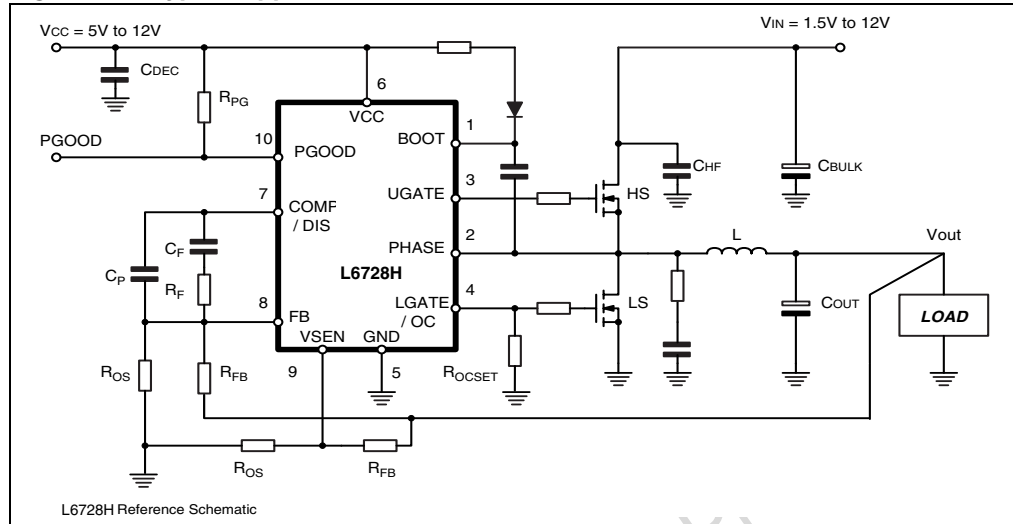 VCC = 5V to 12V
VIN = 1.5V to 12V
CDEC
6
RPG
VCC
1
BOOT
PGOOD
10
PGOOD
CHF
CBULK
3
UGATE
HS
7
COMP
/ DIS
2
PHASE
L
Vout
CF
L6728H
CP
RF
4
LGATE
/ OC
LS
COUT
LOAD
8
FB
VSEN
GND
ROS
RFB
9
5
ROCSET
ROS
RFB
L6728H Reference Schematic